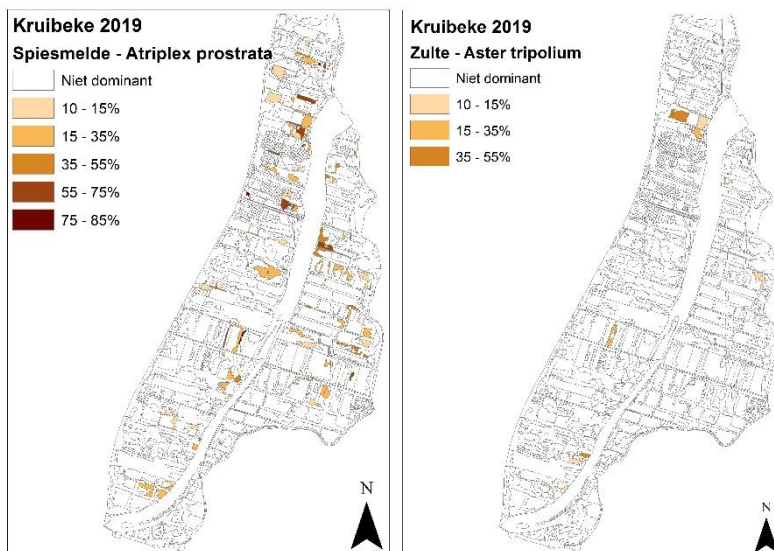 Kruibeke 2019
Spiesmelde - Atriplex prostrata
Niet dominant
10 - 15%
15 - 35%
35 - 55%
55 - 75%
75 - 85%
N
Kruibeke 2019
Zulte - Aster tripolium
Niet dominant
10 - 15%
15 - 35%
35 - 55%
N